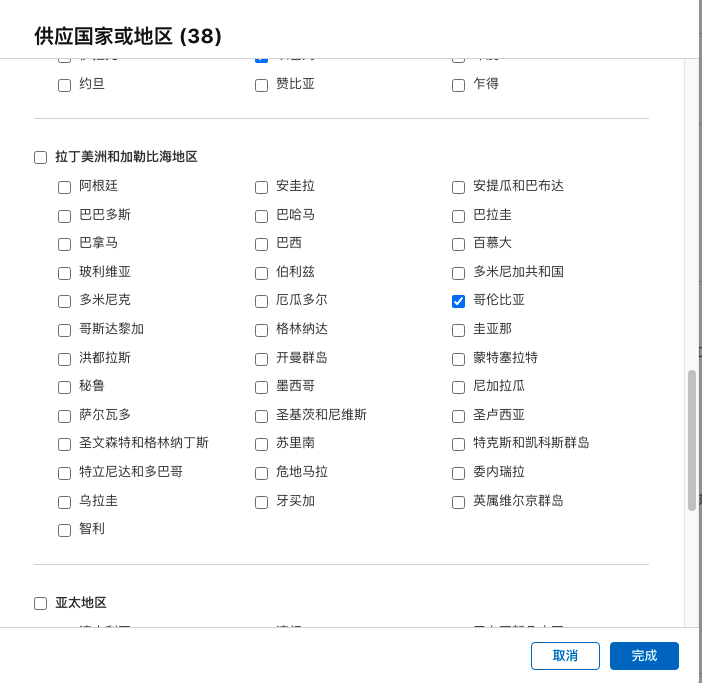 供应国家或地区 (38)
约旦 赞比亚 乍得
拉丁美洲和加勒比海地区
阿根廷 安圭拉 安提瓜和巴布达
巴巴多斯 巴哈马 巴拉圭
巴拿马 巴西 百慕大
玻利维亚 伯利兹 多米尼加共和国
多米尼克 厄瓜多尔 哥伦比亚
哥斯达黎加 格林纳达 圭亚那
洪都拉斯 开曼群岛 蒙特塞拉特
秘鲁 墨西哥 尼加拉瓜
萨尔瓦多 圣基茨和尼维斯 圣卢西亚
圣文森特和格林纳丁斯 苏里南 特克斯和凯科斯群岛
特立尼达和多巴哥 危地马拉 委内瑞拉
乌拉圭 牙买加 英属维尔京群岛
智利
亚太地区
取消 完成